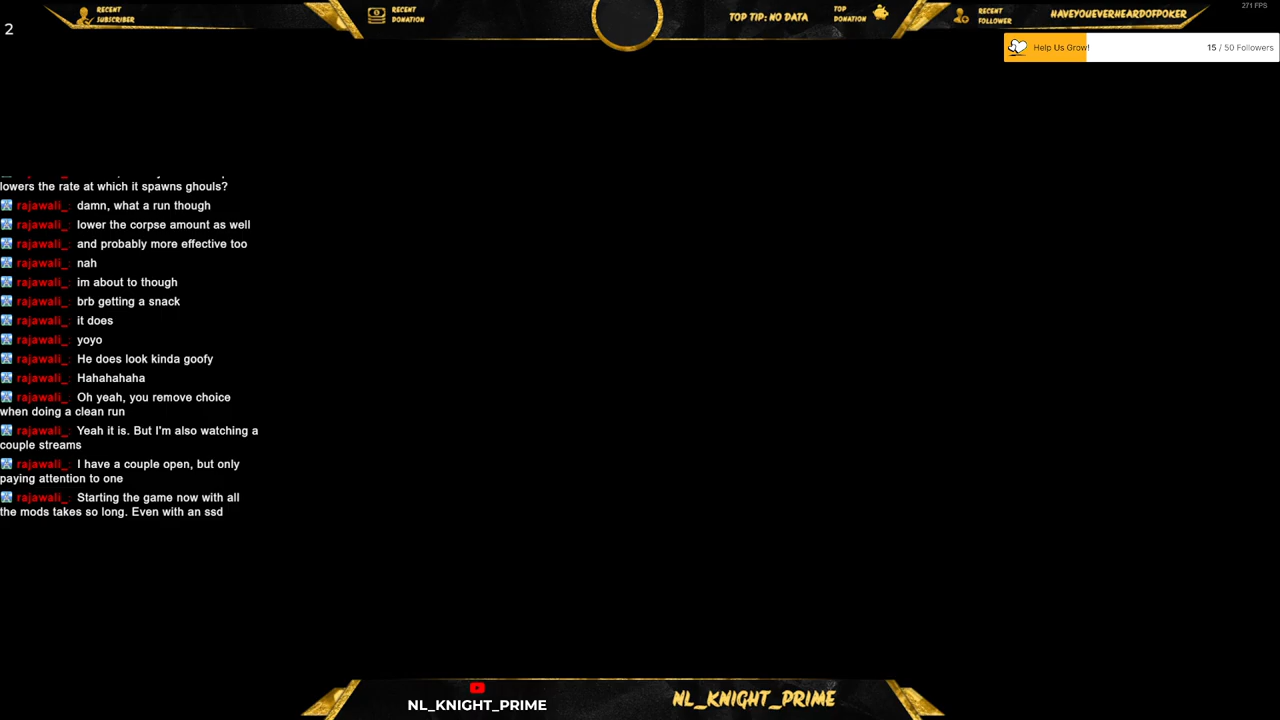 RECENT
SUBSCRIBER
RECENT
DONATION
TOP TIP: NO DATA
TOP
DONATION
RECENT
FOLLOWER
HAVEYOUEVERHEARDOFPOKER
271 FPS
2
Help Us Grow!
15 / 50 Followers
lowers the rate at which it spawns ghouls?
rajawali_: damn, what a run though
rajawali_: lower the corpse amount as well
rajawali_: and probably more effective too
rajawali_: nah
rajawali_: im about to though
rajawali_: brb getting a snack
rajawali_: it does
rajawali_: yoyo
rajawali_: He does look kinda goofy
rajawali_: Hahahahaha
rajawali_: Oh yeah, you remove choice
when doing a clean run
rajawali_: Yeah it is. But I'm also watching a
couple streams
rajawali_: I have a couple open, but only
paying attention to one
rajawali_: Starting the game now with all
the mods takes so long. Even with an ssd
NL_KNIGHT_PRIME
NL_KNIGHT_PRIME